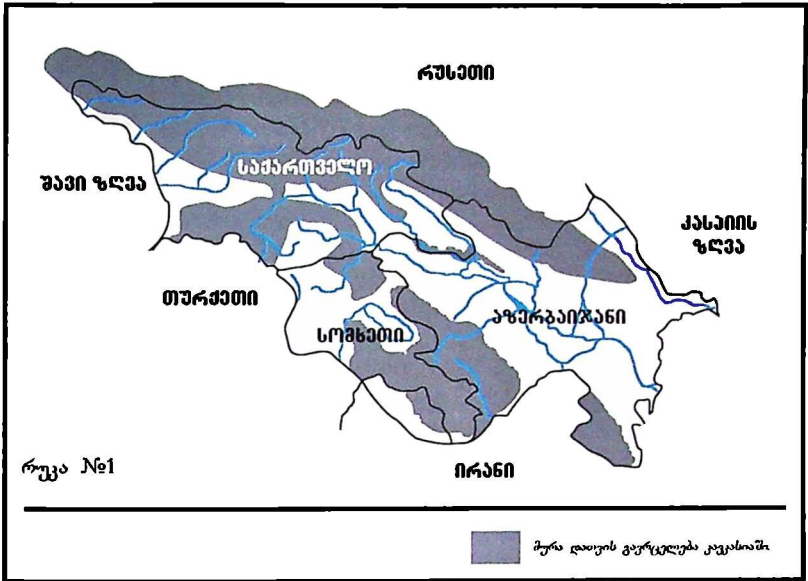 რუსეთი
საქართველო
შავი ზღვა
კასპიის
ზღვა
თურქეთი
აზერბაიჯანი
სომხეთი
ირანი
რუკა №1
მურა დათვის გავრცელება კავკასიაში